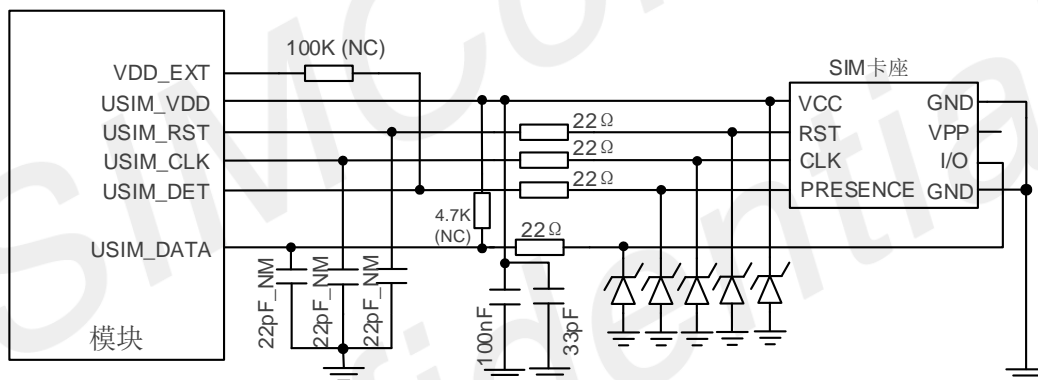 SIMCom
100K (NC)
VDD_EXT
USIM_VDD
USIM_RST
USIM_CLK
USIM_DET
USIM_DATA
模块
22Ω
22Ω
22Ω
4.7K
(NC)
22Ω
22pF_NM
22pF_NM
22pF_NM
100nF
33pF
SIM卡座
VCC
GND
RST
VPP
CLK
I/O
PRESENCE
GND